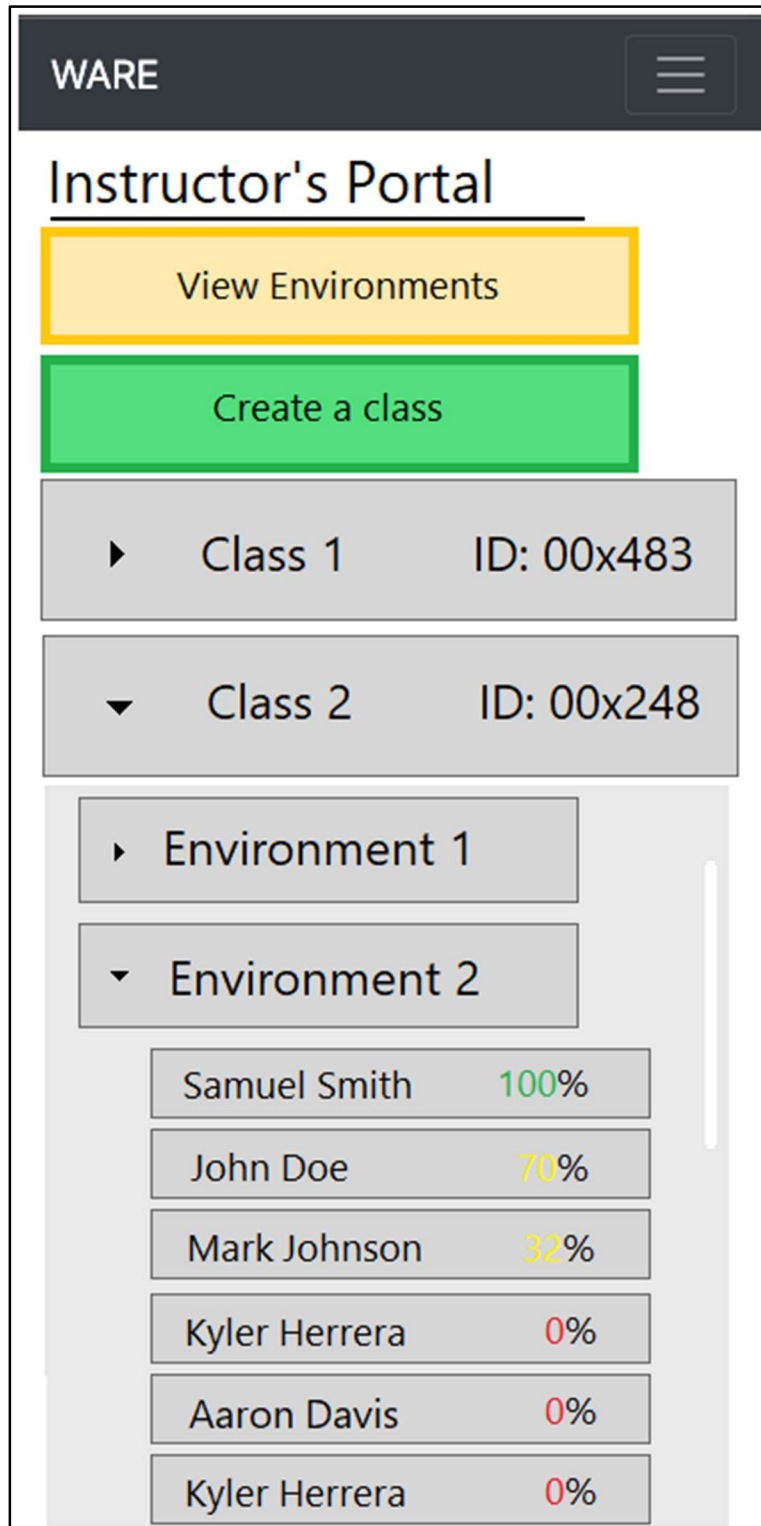 WARE
Instructor's Portal
View Environments
Create a class
Class 1 ID: 00x483
Class 2 ID: 00x248
Environment 1
Environment 2
Samuel Smith 100%
John Doe 70%
Mark Johnson 32%
Kyler Herrera 0%
Aaron Davis 0%
Kyler Herrera 0%